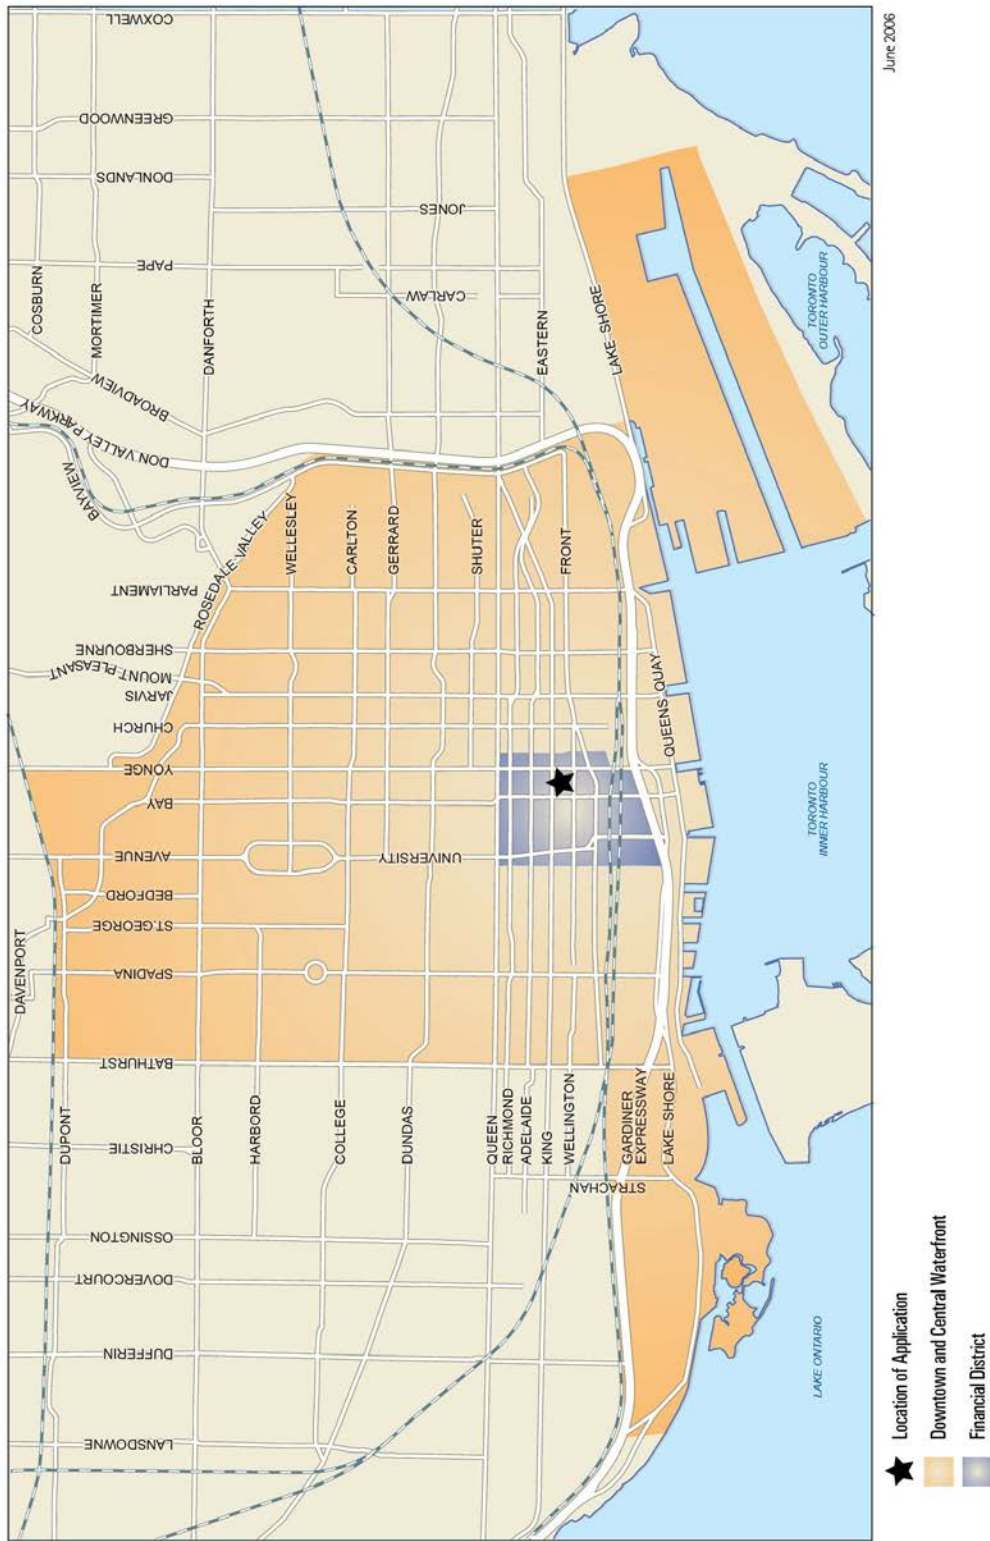 COXWELL
GREENWOOD
DONLANDS
JONES
PAPE
CARLAW
COSBURN
MORTIMER
DANFORTH
BROADVIEW
DON VALLEY PARKWAY
BAYVIEW
EASTERN
LAKE SHORE
ROSEDALE VALLEY
WELLESLEY
CARLTON
GERRARD
SHUTER
FRONT
PARLIAMENT
SHERBOURNE
MOUNT PLEASANT
JARVIS
CHURCH
YONGE
BAY
AVENUE
UNIVERSITY
BEDFORD
ST.GEORGE
SPADINA
BATHURST
DAVENPORT
QUEENS QUAY
DUPONT
CHRISTIE
BLOOR
HARBORD
COLLEGE
DUNDAS
QUEEN
RICHMOND
ADELAIDE
KING
WELLINGTON
STRACHAN
GARDINER
EXPRESSWAY
LAKE SHORE
OSSINGTON
DOVERCOURT
DUFFERIN
LANSDOWNE
TORONTO
OUTER HARBOUR
TORONTO
INNER HARBOUR
LAKE ONTARIO
Location of Application
Downtown and Central Waterfront
Financial District
June 2006